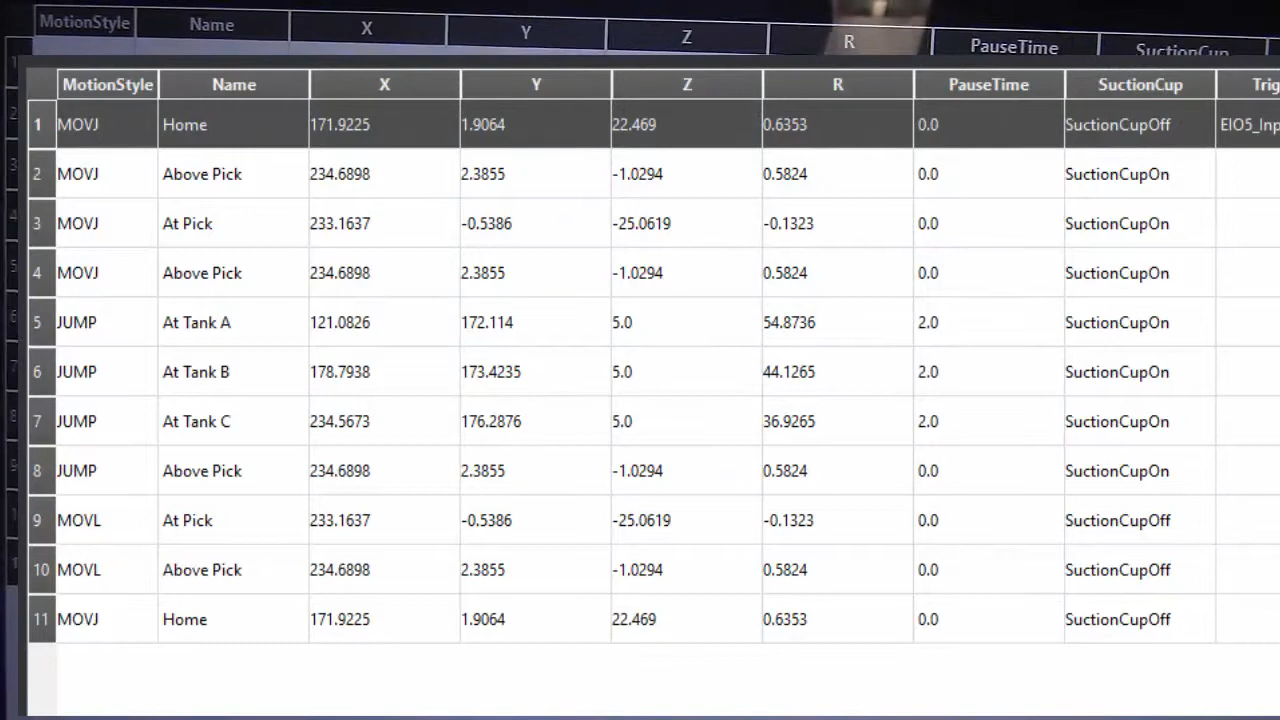 MotionStyle Name X Y Z R PauseTime SuctionCup
MotionStyle Name X Y Z R PauseTime SuctionCup Trig
1 MOVJ Home 171.9225 1.9064 22.469 0.6353 0.0 SuctionCupOff EIO5_Inp
2 MOVJ Above Pick 234.6898 2.3855 -1.0294 0.5824 0.0 SuctionCupOn
3 MOVJ At Pick 233.1637 -0.5386 -25.0619 -0.1323 0.0 SuctionCupOn
4 MOVJ Above Pick 234.6898 2.3855 -1.0294 0.5824 0.0 SuctionCupOn
5 JUMP At Tank A 121.0826 172.114 5.0 54.8736 2.0 SuctionCupOn
6 JUMP At Tank B 178.7938 173.4235 5.0 44.1265 2.0 SuctionCupOn
7 JUMP At Tank C 234.5673 176.2876 5.0 36.9265 2.0 SuctionCupOn
8 JUMP Above Pick 234.6898 2.3855 -1.0294 0.5824 0.0 SuctionCupOn
9 MOVL At Pick 233.1637 -0.5386 -25.0619 -0.1323 0.0 SuctionCupOff
10 MOVL Above Pick 234.6898 2.3855 -1.0294 0.5824 0.0 SuctionCupOff
11 MOVJ Home 171.9225 1.9064 22.469 0.6353 0.0 SuctionCupOff